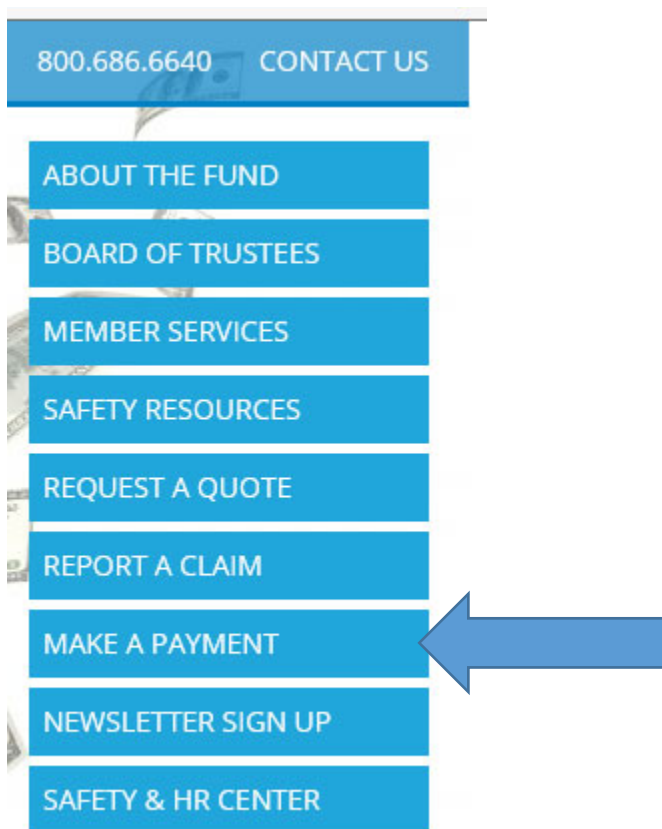 800.686.6640 CONTACT US
ABOUT THE FUND
BOARD OF TRUSTEES
MEMBER SERVICES
SAFETY RESOURCES
REQUEST A QUOTE
REPORT A CLAIM
MAKE A PAYMENT
NEWSLETTER SIGN UP
SAFETY & HR CENTER